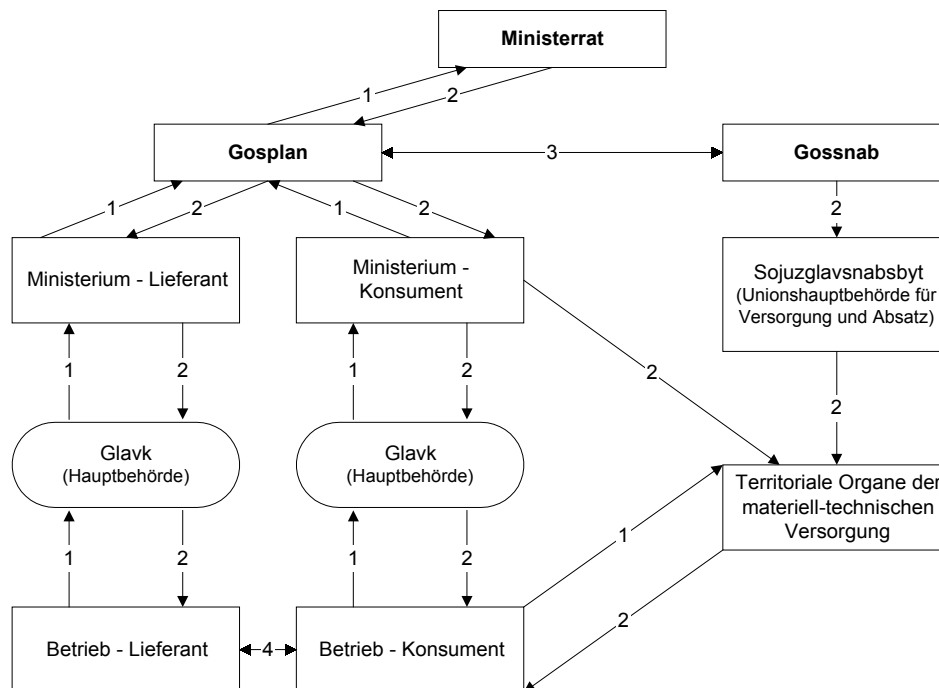 Ministerrat
1
2
Gosplan
3
Gossnab
1
2
1
2
2
Ministerium - Lieferant
Ministerium -
Konsument
Sojuzglavsnabsbyt
(Unionshauptbehörde für
Versorgung und Absatz)
1
2
1
2
2
2
Glavk
(Hauptbehörde)
Glavk
(Hauptbehörde)
Territoriale Organe der
materiell-technischen
Versorgung
1
2
1
2
1
2
Betrieb - Lieferant
4
Betrieb - Konsument